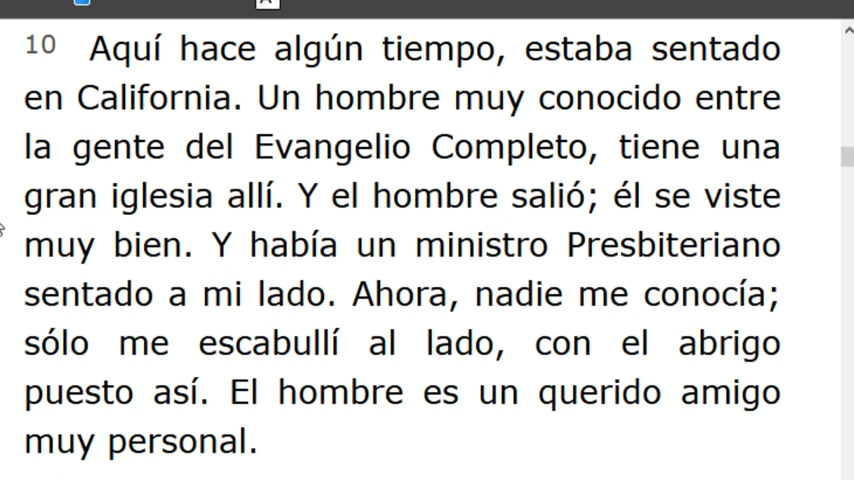 10 Aquí hace algún tiempo, estaba sentado
en California. Un hombre muy conocido entre
la gente del Evangelio Completo, tiene una
gran iglesia allí. Y el hombre salió; él se viste
muy bien. Y había un ministro Presbiteriano
sentado a mi lado. Ahora, nadie me conocía;
sólo me escabullí al lado, con el abrigo
puesto así. El hombre es un querido amigo
muy personal.